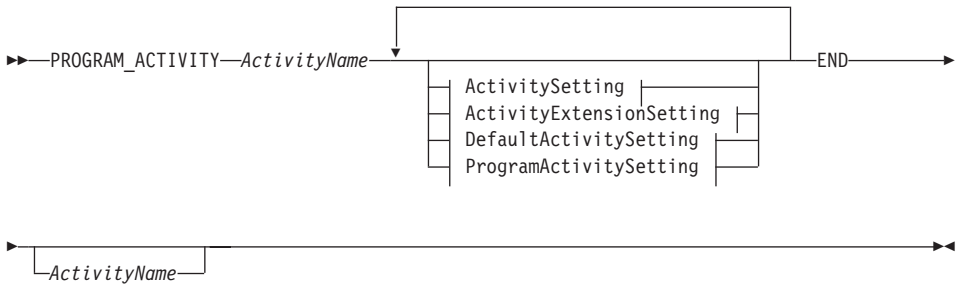 PROGRAM_ACTIVITY ActivityName END
ActivitySetting
ActivityExtensionSetting
DefaultActivitySetting
ProgramActivitySetting
ActivityName